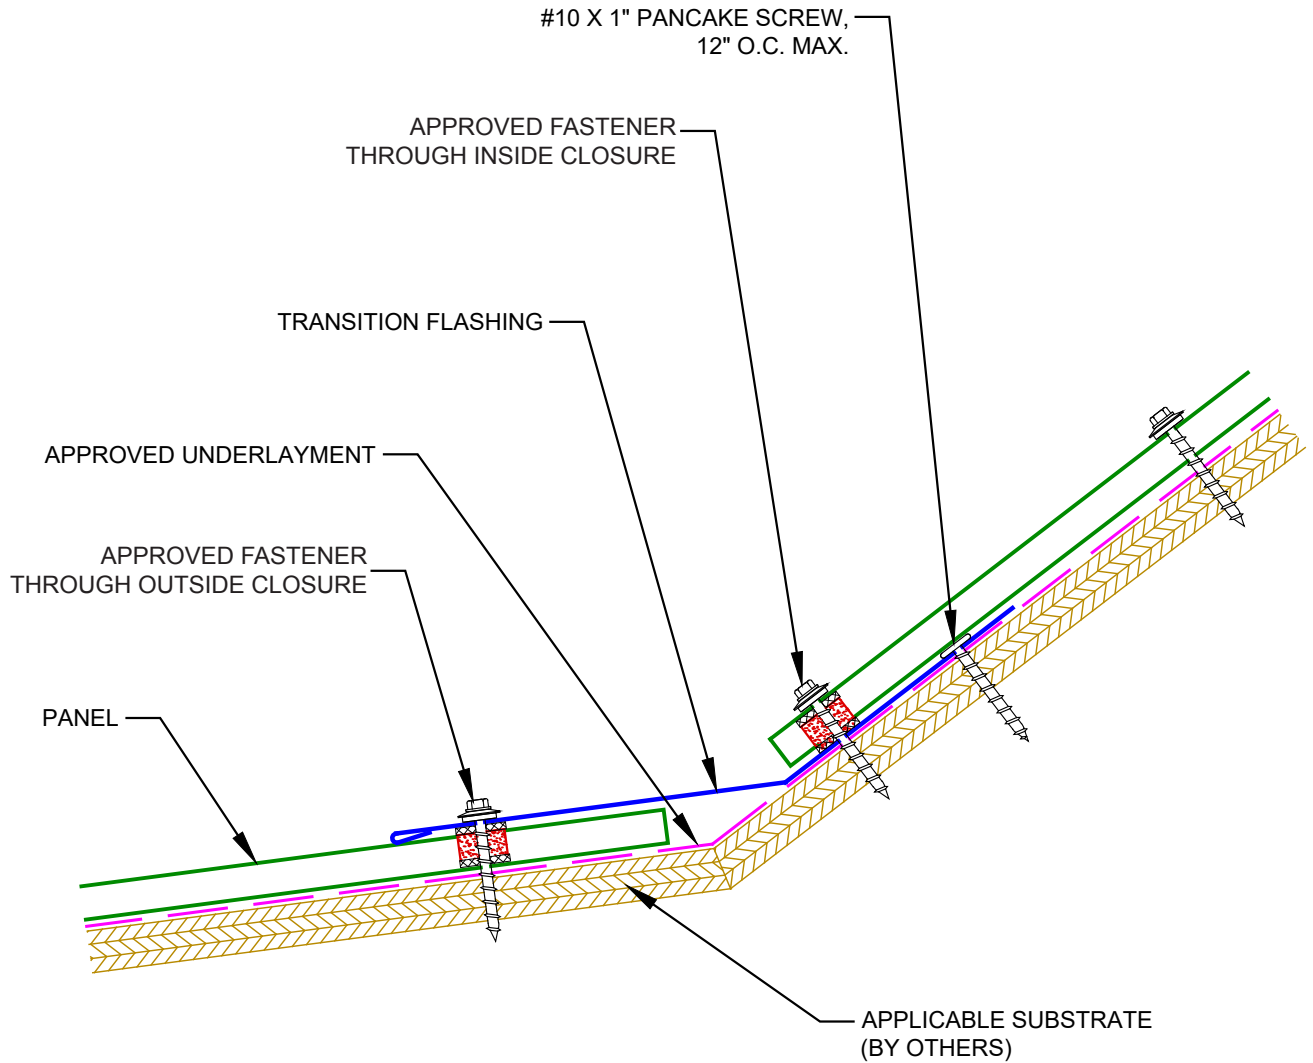 #10 X 1" PANCAKE SCREW,
12" O.C. MAX.
APPROVED FASTENER
THROUGH INSIDE CLOSURE
TRANSITION FLASHING
APPROVED UNDERLAYMENT
APPROVED FASTENER
THROUGH OUTSIDE CLOSURE
PANEL
APPLICABLE SUBSTRATE
(BY OTHERS)